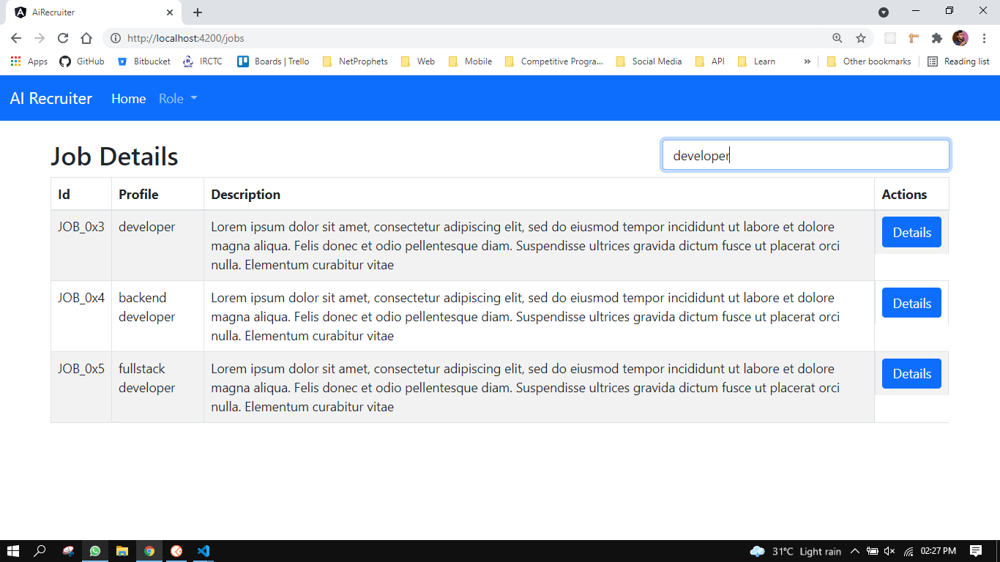 AiRecruiter
http://localhost:4200/jobs
Apps GitHub Bitbucket IRCTC Boards | Trello NetProphets Web Mobile Competitive Progra... Social Media API Learn » Other bookmarks Reading list
AI Recruiter Home Role
Job Details
developer
Id Profile Description Actions
JOB_0x3 developer Lorem ipsum dolor sit amet, consectetur adipiscing elit, sed do eiusmod tempor incididunt ut labore et dolore Details
magna aliqua. Felis donec et odio pellentesque diam. Suspendisse ultrices gravida dictum fusce ut placerat orci
nulla. Elementum curabitur vitae
JOB_0x4 backend Lorem ipsum dolor sit amet, consectetur adipiscing elit, sed do eiusmod tempor incididunt ut labore et dolore Details
developer magna aliqua. Felis donec et odio pellentesque diam. Suspendisse ultrices gravida dictum fusce ut placerat orci
nulla. Elementum curabitur vitae
JOB_0x5 fullstack Lorem ipsum dolor sit amet, consectetur adipiscing elit, sed do eiusmod tempor incididunt ut labore et dolore Details
developer magna aliqua. Felis donec et odio pellentesque diam. Suspendisse ultrices gravida dictum fusce ut placerat orci
nulla. Elementum curabitur vitae
31°C Light rain 02:27 PM